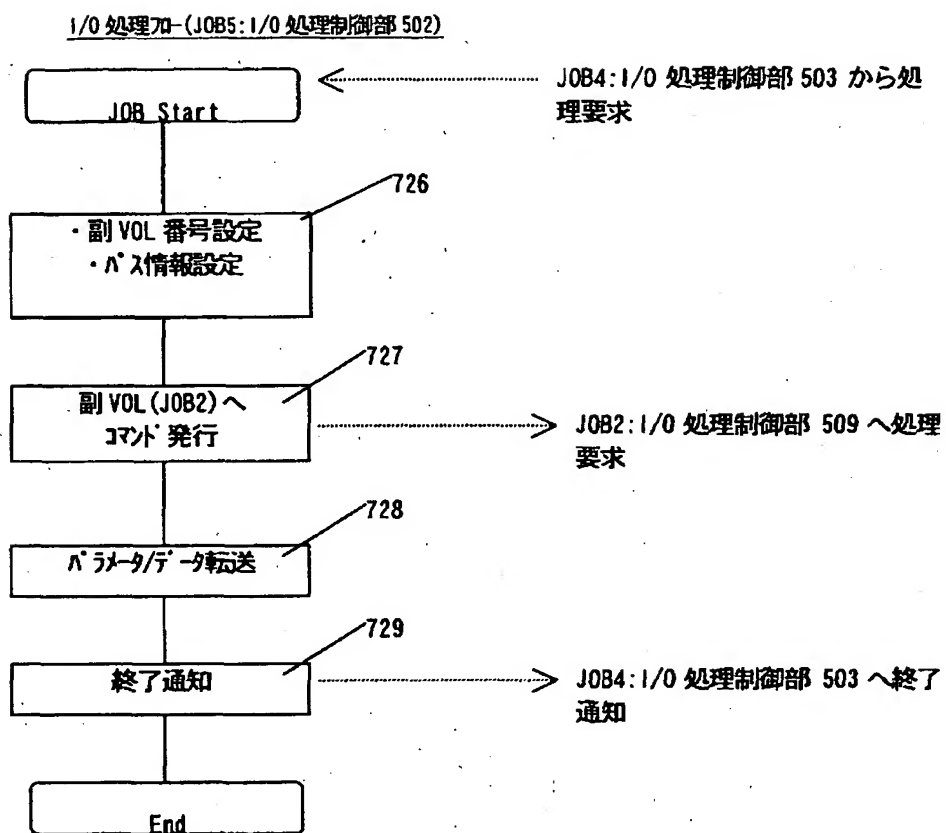 I/O 処理ﾌﾛｰ(JOB5:I/O 処理制御部 502)
JOB Start
JOB4:I/O 処理制御部 503 から処
理要求
726
・副 VOL 番号設定
・ﾊﾟｽ情報設定
727
副 VOL(JOB2)へ
ｺﾏﾝﾄﾞ発行
JOB2:I/O 処理制御部 509 へ処理
要求
728
ﾊﾟﾗﾒｰﾀ/ﾃﾞｰﾀ転送
729
終了通知
JOB4:I/O 処理制御部 503 へ終了
通知
End